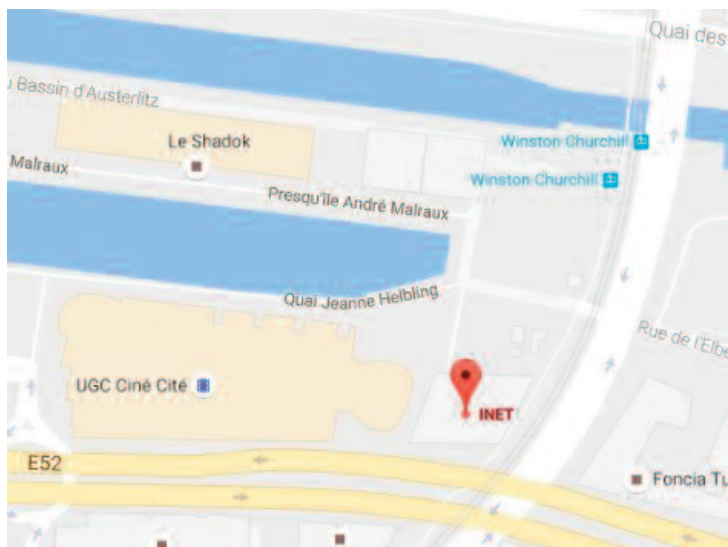 Quai des
Bassin d'Austerlitz
Le Shadok
Winston Churchill
Malraux
Winston Churchill
Presqu'île André Malraux
Quai Jeanne Helbling
Rue de l'Elbe
UGC Ciné Cité
INET
E52
Foncia Tu